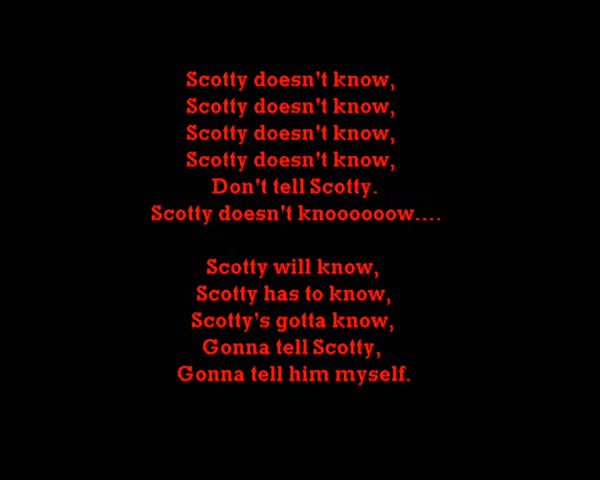 Scotty doesn't know,
Scotty doesn't know,
Scotty doesn't know,
Scotty doesn't know,
Don't tell Scotty.
Scotty doesn't knoooooow....
Scotty will know,
Scotty has to know,
Scotty's gotta know,
Gonna tell Scotty,
Gonna tell him myself.